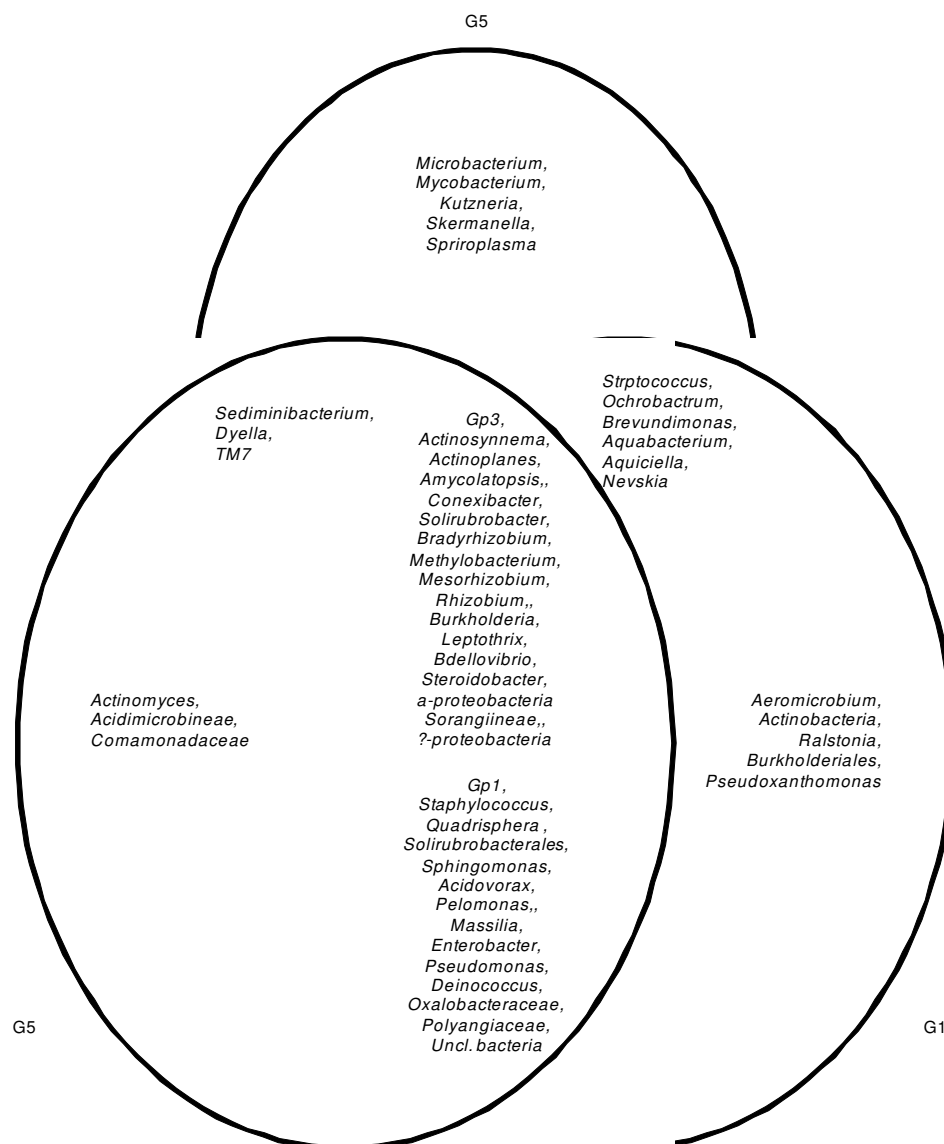 G5
Microbacterium,
Mycobacterium,
Kutzneria,
Skermanella,
Spriroplasma
Strptococcus,
Ochrobactrum,
Brevundimonas,
Aquabacterium,
Aquiciella,
Nevskia
Sediminibacterium,
Dyella,
TM7
Gp3,
Actinosynnema,
Actinoplanes,
Amycolatopsis,,
Conexibacter,
Solirubrobacter,
Bradyrhizobium,
Methylobacterium,
Mesorhizobium,
Rhizobium,,
Burkholderia,
Leptothrix,
Bdellovibrio,
Steroidobacter,
a-proteobacteria
Sorangiineae,,
?-proteobacteria
Actinomyces,
Acidimicrobineae,
Comamonadaceae
Aeromicrobium,
Actinobacteria,
Ralstonia,
Burkholderiales,
Pseudoxanthomonas
Gp1,
Staphylococcus,
Quadrisphera ,
Solirubrobacterales,
Sphingomonas,
Acidovorax,
Pelomonas,,
Massilia,
Enterobacter,
Pseudomonas,
Deinococcus,
Oxalobacteraceae,
Polyangiaceae,
Uncl. bacteria
G5
G1